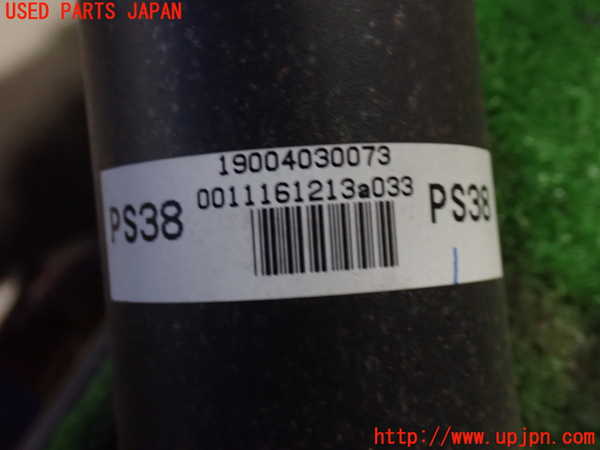 USED PARTS JAPAN
19004030073
0011161213a033
PS38
PS38
http://www.upjpn.com